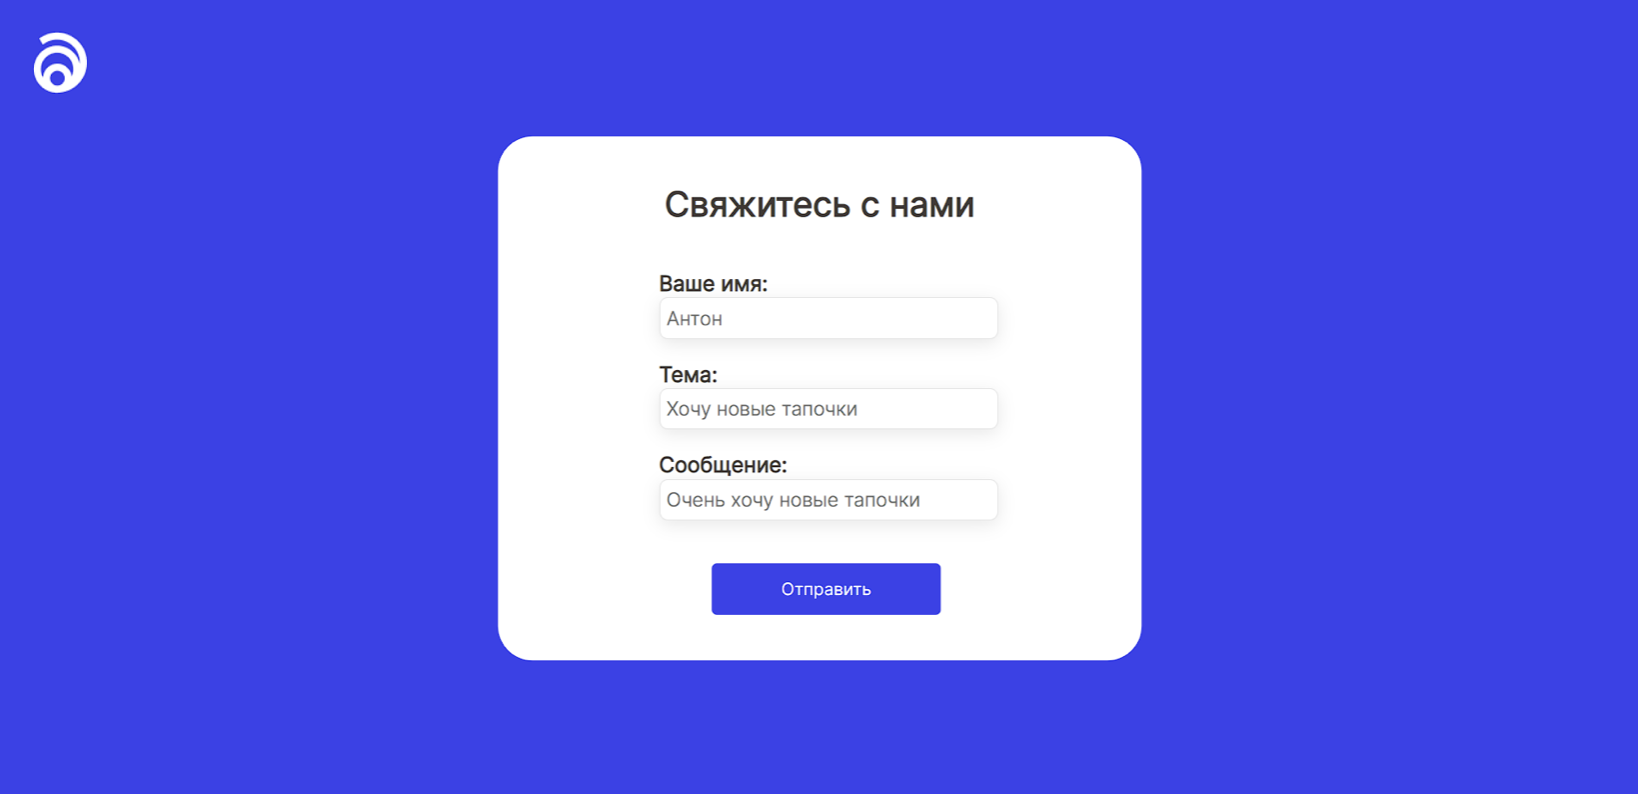 Свяжитесь с нами
Ваше имя:
Антон
Тема:
Хочу новые тапочки
Сообщение:
Очень хочу новые тапочки
Отправить